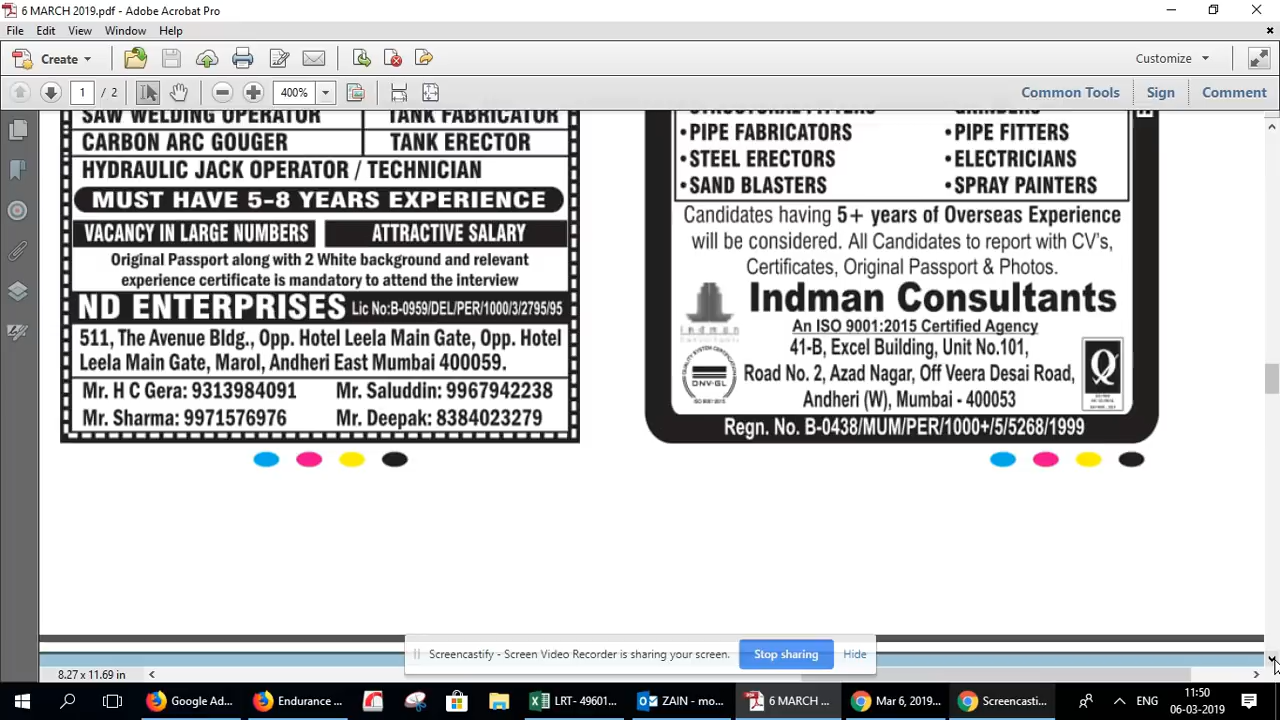 6 MARCH 2019.pdf - Adobe Acrobat Pro
File Edit View Window Help
Create
Customize
1 / 2
400%
Common Tools Sign Comment
SAW WELDING OPERATOR TANK FABRICATOR
CARBON ARC GOUGER TANK ERECTOR
HYDRAULIC JACK OPERATOR / TECHNICIAN
MUST HAVE 5-8 YEARS EXPERIENCE
VACANCY IN LARGE NUMBERS ATTRACTIVE SALARY
Original Passport along with 2 White background and relevant
experience certificate is mandatory to attend the interview
ND ENTERPRISES Lic No:B-0959/DEL/PER/1000/3/2795/95
511, The Avenue Bldg., Opp. Hotel Leela Main Gate, Opp. Hotel
Leela Main Gate, Marol, Andheri East Mumbai 400059.
Mr. H C Gera: 9313984091 Mr. Saluddin: 9967942238
Mr. Sharma: 9971576976 Mr. Deepak: 8384023279
STRUCTURAL FITTERS GRINDERS
•PIPE FABRICATORS •PIPE FITTERS
•STEEL ERECTORS •ELECTRICIANS
•SAND BLASTERS •SPRAY PAINTERS
Candidates having 5+ years of Overseas Experience
will be considered. All Candidates to report with CV's,
Certificates, Original Passport & Photos.
Indman
Indman Consultants
An ISO 9001:2015 Certified Agency
41-B, Excel Building, Unit No.101,
Road No. 2, Azad Nagar, Off Veera Desai Road,
Andheri (W), Mumbai - 400053
DNV·GL
Q
Regn. No. B-0438/MUM/PER/1000+/5/5268/1999
Screencastify - Screen Video Recorder is sharing your screen. Stop sharing Hide
8.27 x 11.69 in
Google Ad... Endurance ... LRT- 49601... ZAIN - mo... 6 MARCH ... Mar 6, 2019... Screencasti... ENG
11:50
06-03-2019